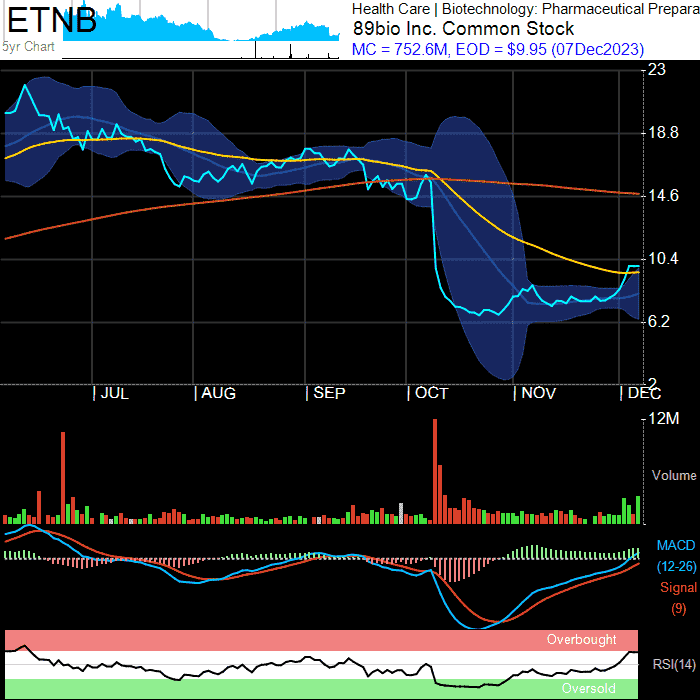 ETNB
5yr Chart
Health Care | Biotechnology: Pharmaceutical Prepara
89bio Inc. Common Stock
MC = 752.6M, EOD = $9.95 (07Dec2023)
23
18.8
14.6
10.4
6.2
2
| JUL | AUG | SEP | OCT | NOV | DEC
12M
Volume
MACD
(12-26)
Signal
(9)
Overbought
RSI(14)
Oversold